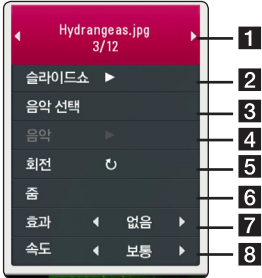 Hydrangeas.jpg
3/12
1
슬라이드쇼 ▶ 2
음악 선택 3
음악 ▶ 4
회전 ↻ 5
줌 6
효과 ◀ 없음 ▶ 7
속도 ◀ 보통 ▶ 8